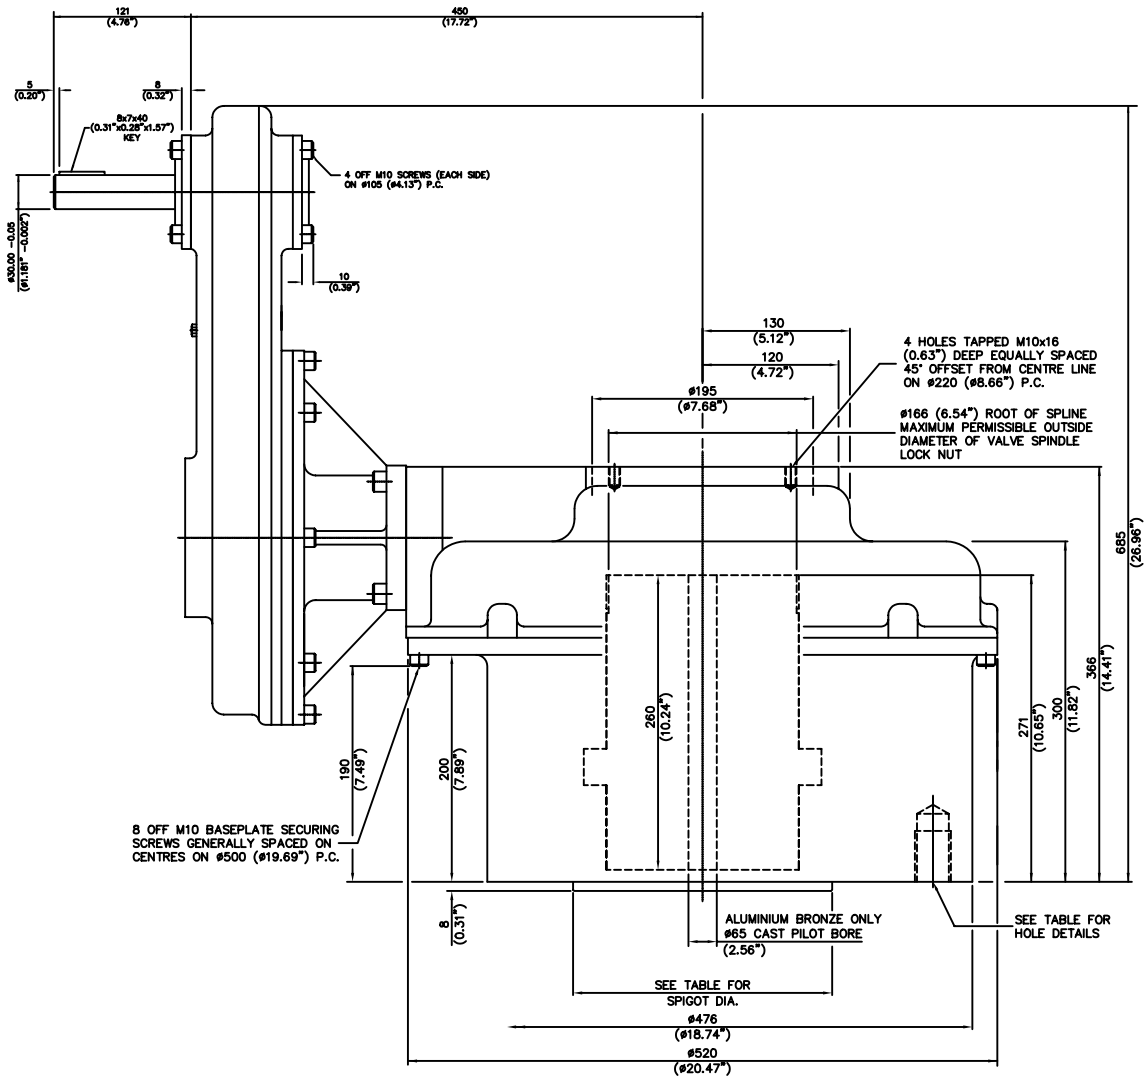 121
(4.76)
450
(17.72)
5
(0.20")
8
(0.32")
8x7x40
(0.31"x0.28"x1.57")
KEY
4 OFF M10 SCREWS (EACH SIDE)
ON ø105 (ø4.13") P.C.
ø30.00 -0.05
(ø1.181" -0.002")
10
(0.39")
130
(5.12")
120
(4.72")
ø195
(ø7.68")
4 HOLES TAPPED M10x16
(0.63") DEEP EQUALLY SPACED
45° OFFSET FROM CENTRE LINE
ON ø220 (ø8.66") P.C.
ø166 (6.54") ROOT OF SPLINE
MAXIMUM PERMISSIBLE OUTSIDE
DIAMETER OF VALVE SPINDLE
LOCK NUT
685
(26.96")
366
(14.41")
300
(11.82")
271
(10.65")
260
(10.24")
200
(7.89")
190
(7.49")
8 OFF M10 BASEPLATE SECURING
SCREWS GENERALLY SPACED ON
CENTRES ON ø500 (ø19.69") P.C.
8
(0.31")
ALUMINIUM BRONZE ONLY
ø65 CAST PILOT BORE
(2.56")
SEE TABLE FOR
HOLE DETAILS
SEE TABLE FOR
SPIGOT DIA.
ø476
(ø18.74")
ø520
(ø20.47")